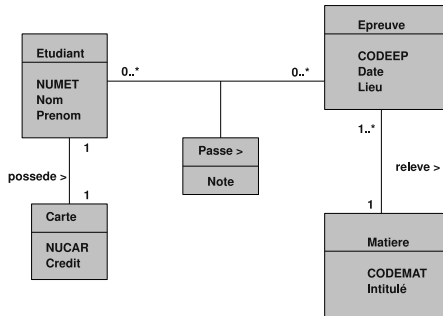 Etudiant
NUMET
Nom
Prenom
0..*
0..*
Epreuve
CODEEP
Date
Lieu
Passe >
Note
1
possede >
1
Carte
NUCAR
Credit
1..*
releve >
1
Matiere
CODEMAT
Intitulé